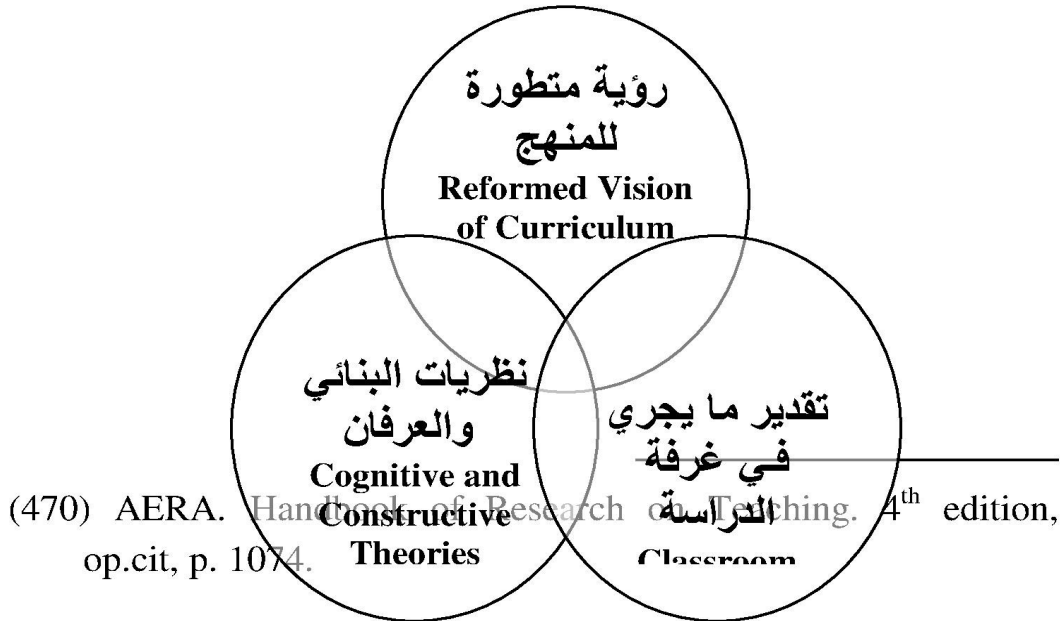 رؤية متطورة
للمنهج
Reformed Vision
of Curriculum
نظريات البنائي
والعرفان
Cognitive and
Constructive
Theories
تقدير ما يجري
في غرفة
الدراسة
Classroom
(470) AERA. Handbook of Research on Teaching. 4th edition,
op.cit, p. 1074.